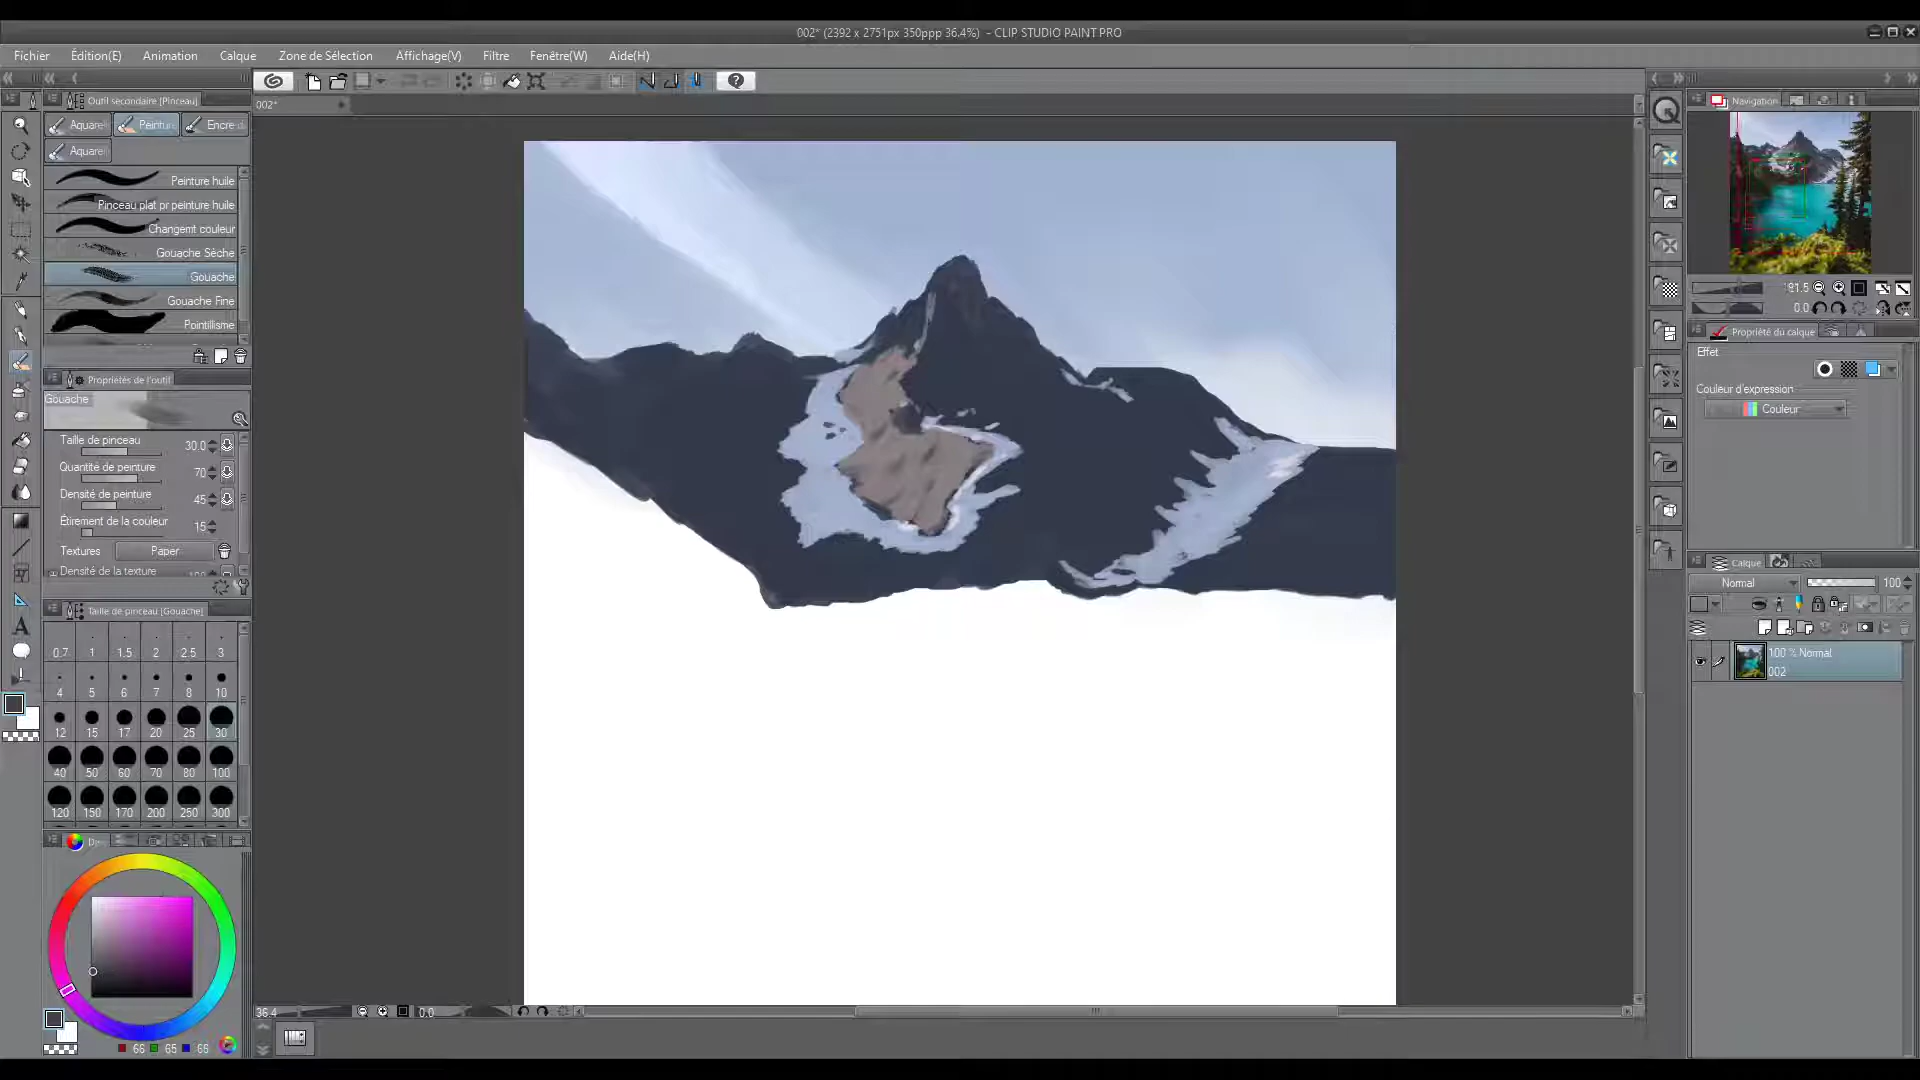 002* (2392 x 2751px 350ppp 36.4%) - CLIP STUDIO PAINT PRO
Fichier Édition(E) Animation Calque Zone de Sélection Affichage(V) Filtre Fenêtre(W) Aide(H)
Outil secondaire [Pinceau]
002*
Aquarel Peinture Encre d
Aquarel
Peinture huile
Pinceau plat pr peinture huile
Changemt couleur
Gouache Sèche
Gouache
Gouache Fine
Pointillisme
Propriétés de l'outil
Gouache
Taille de pinceau 30.0
Quantité de peinture 70
Densité de peinture 45
Étirement de la couleur 15
Textures Paper
Densité de la texture
Taille de pinceau [Gouache]
0.7 1 1.5 2 2.5 3
4 5 6 7 8 10
12 15 17 20 25 30
40 50 60 70 80 100
120 150 170 200 250 300
66 65 65
36.4 0.0
Navigation
181.5
0.0
Propriété du calque
Effet
Couleur d'expression
Couleur
Calque
Normal 100
100 % Normal
002